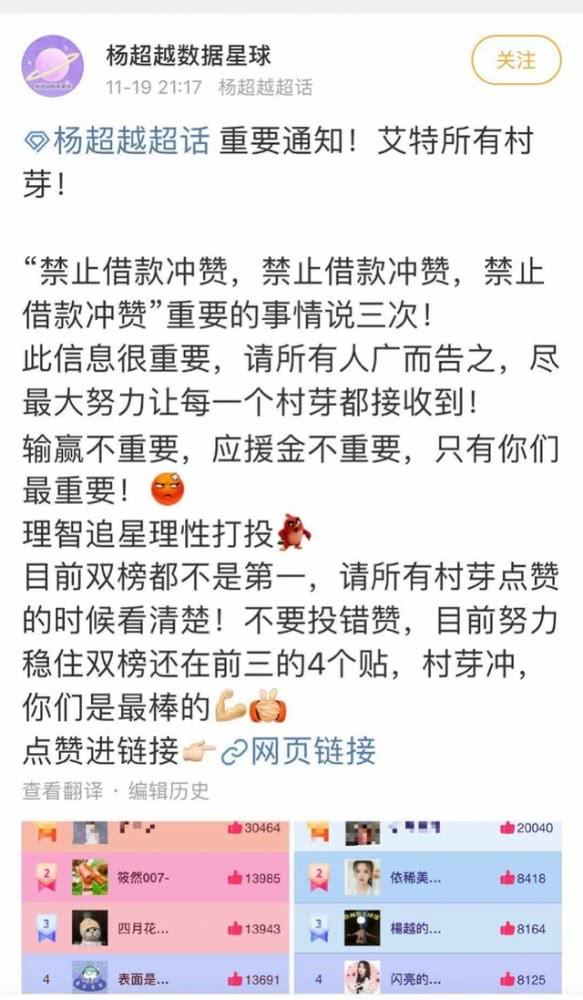 杨超越数据星球
关注
11-19 21:17 杨超越超话
杨超越超话 重要通知！艾特所有村
芽！
“禁止借款冲赞，禁止借款冲赞，禁止
借款冲赞”重要的事情说三次！
此信息很重要，请所有人广而告之，尽
最大努力让每一个村芽都接收到！
输赢不重要，应援金不重要，只有你们
最重要！
理智追星理性打投
目前双榜都不是第一，请所有村芽点赞
的时候看清楚！不要投错赞，目前努力
稳住双榜还在前三的4个贴，村芽冲，
你们是最棒的
点赞进链接 网页链接
查看翻译 · 编辑历史
30464
20040
2 筱然007- 13985
2 依稀美... 8418
3 四月花... 13943
3 楊越的... 8164
4 表面是... 13691
4 闪亮的... 8125